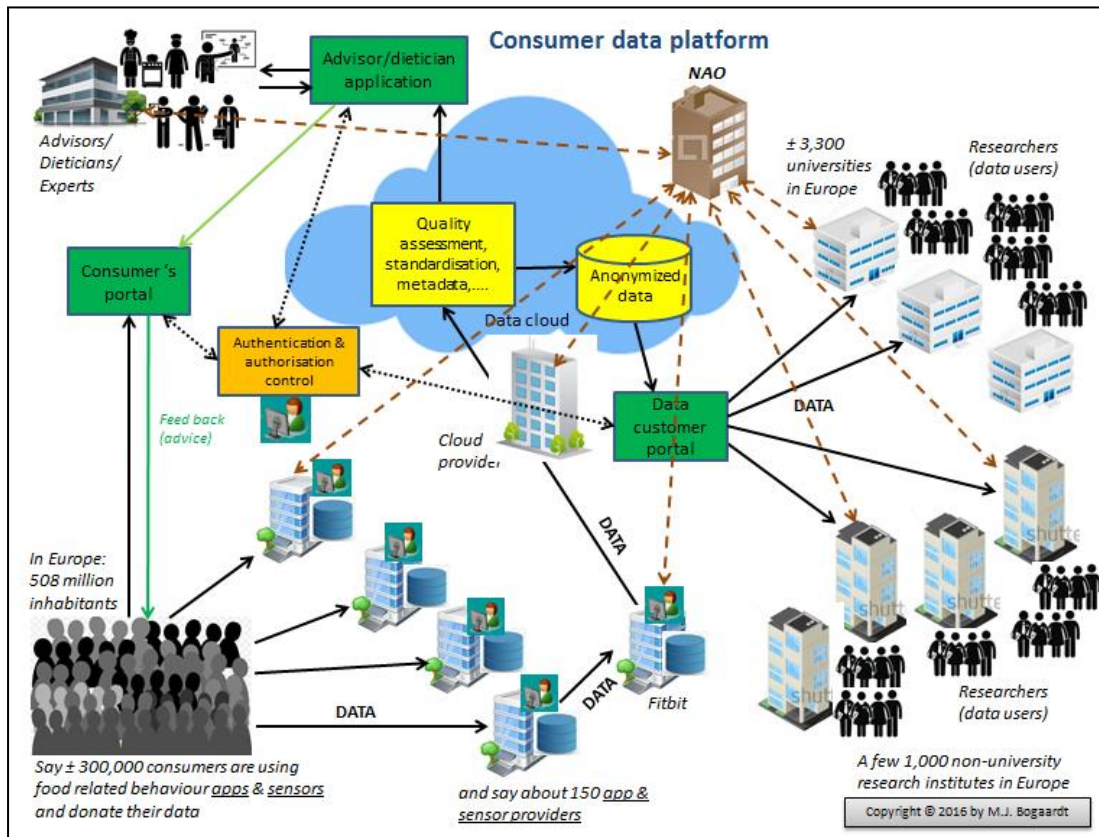 Consumer data platform
Advisor/dietician
application
NAO
Advisors/
Dieticians/
Experts
± 3,300
universities
in Europe
Researchers
(data users)
Quality
assessment,
standardisation,
metadata,....
Anonymized
data
Consumer 's
portal
Data cloud
Authentication &
authorisation
control
Data
customer
portal
DATA
Feed back
(advice)
Cloud
provider
DATA
In Europe:
508 million
inhabitants
shutte
shutte
shutte
shutt
DATA
DATA
Fitbit
Researchers
(data users)
Say ± 300,000 consumers are using
food related behaviour apps & sensors
and donate their data
and say about 150 app &
sensor providers
A few 1,000 non-university
research institutes in Europe
Copyright © 2016 by M.J. Bogaardt